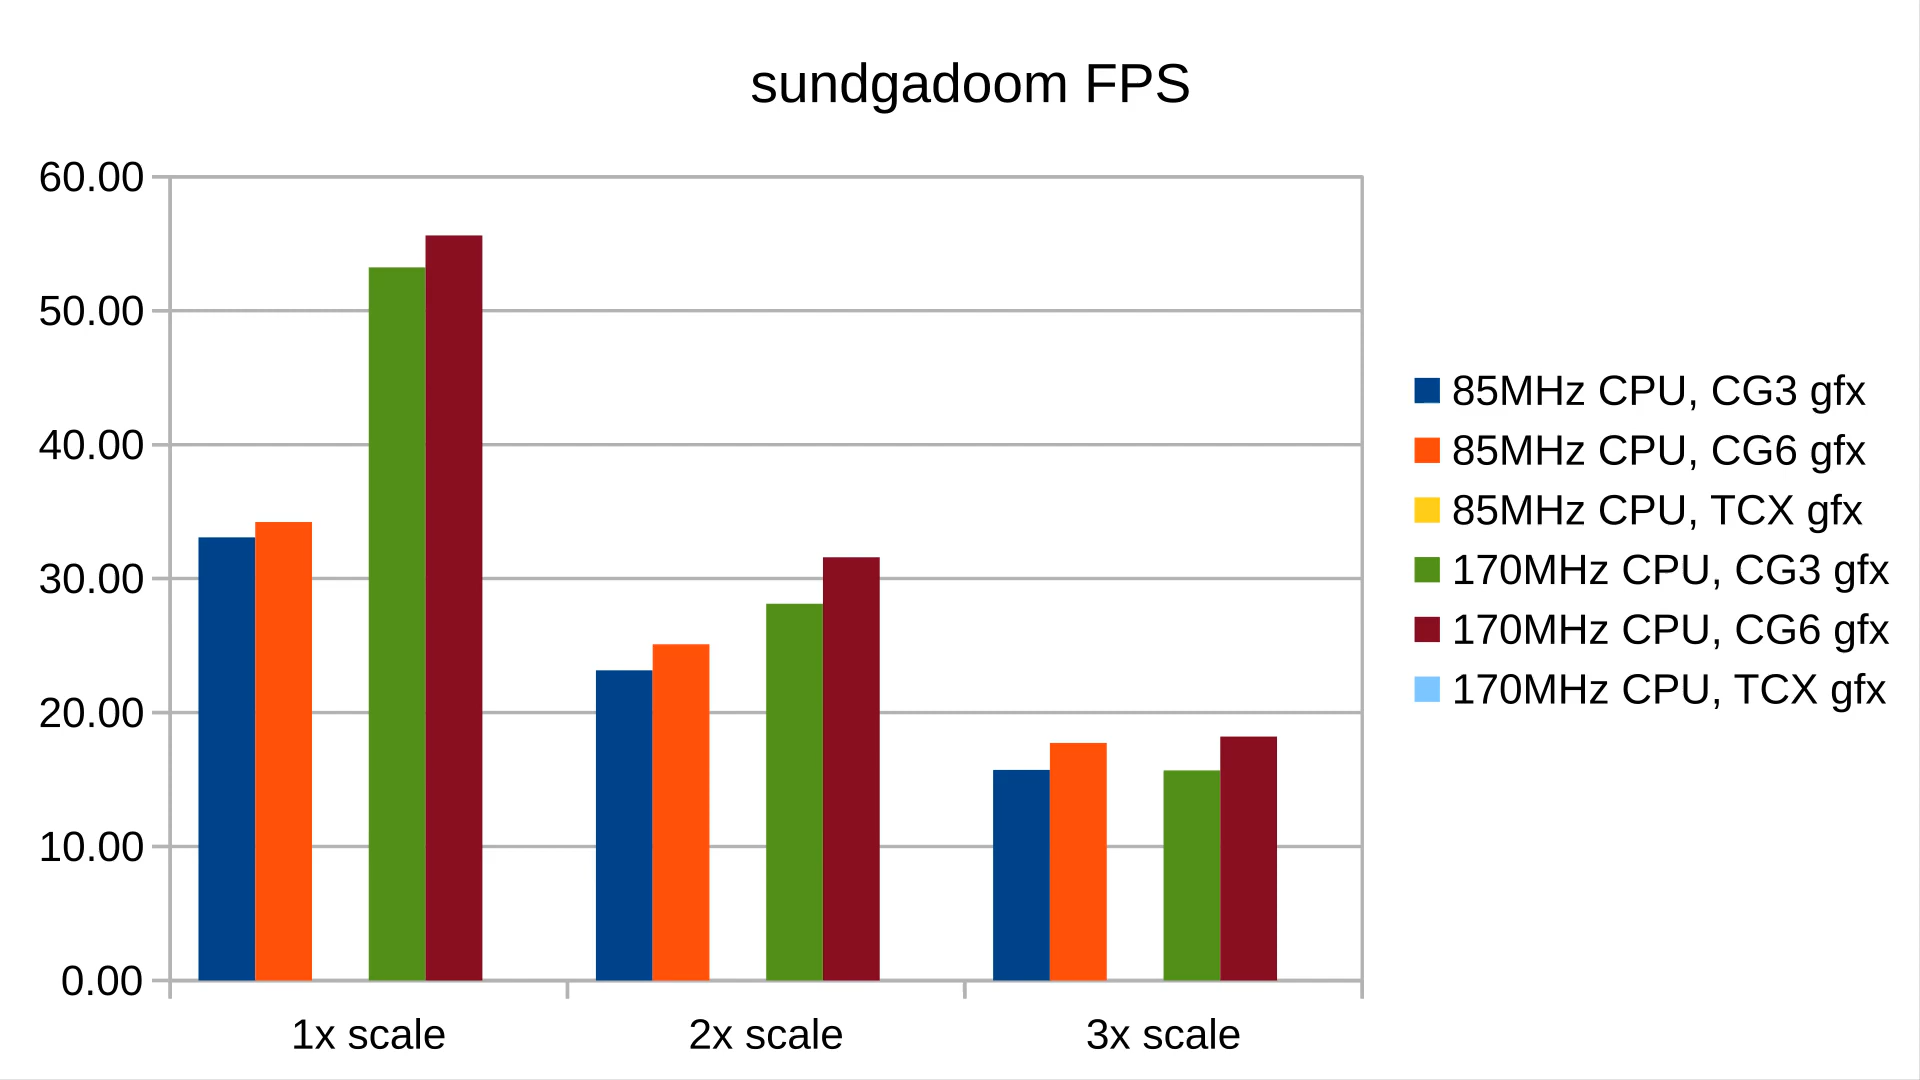 sundgadoom FPS
60.00
50.00
40.00
30.00
20.00
10.00
0.00
1x scale
2x scale
3x scale
85MHz CPU, CG3 gfx
85MHz CPU, CG6 gfx
85MHz CPU, TCX gfx
170MHz CPU, CG3 gfx
170MHz CPU, CG6 gfx
170MHz CPU, TCX gfx